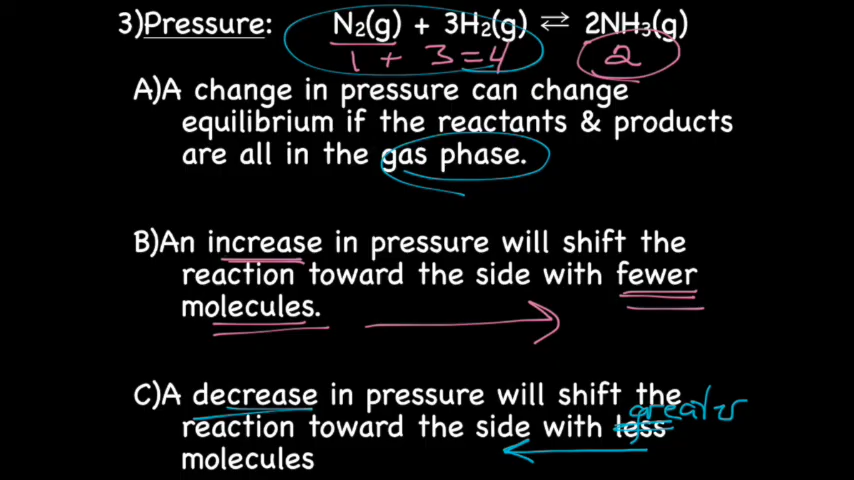 3)Pressure: N₂(g) + 3H₂(g) ⇄ 2NH₃(g)
1 + 3 = 4 2
A)A change in pressure can change
equilibrium if the reactants & products
are all in the gas phase.
B)An increase in pressure will shift the
reaction toward the side with fewer
molecules.
C)A decrease in pressure will shift the
greater
reaction toward the side with less
molecules